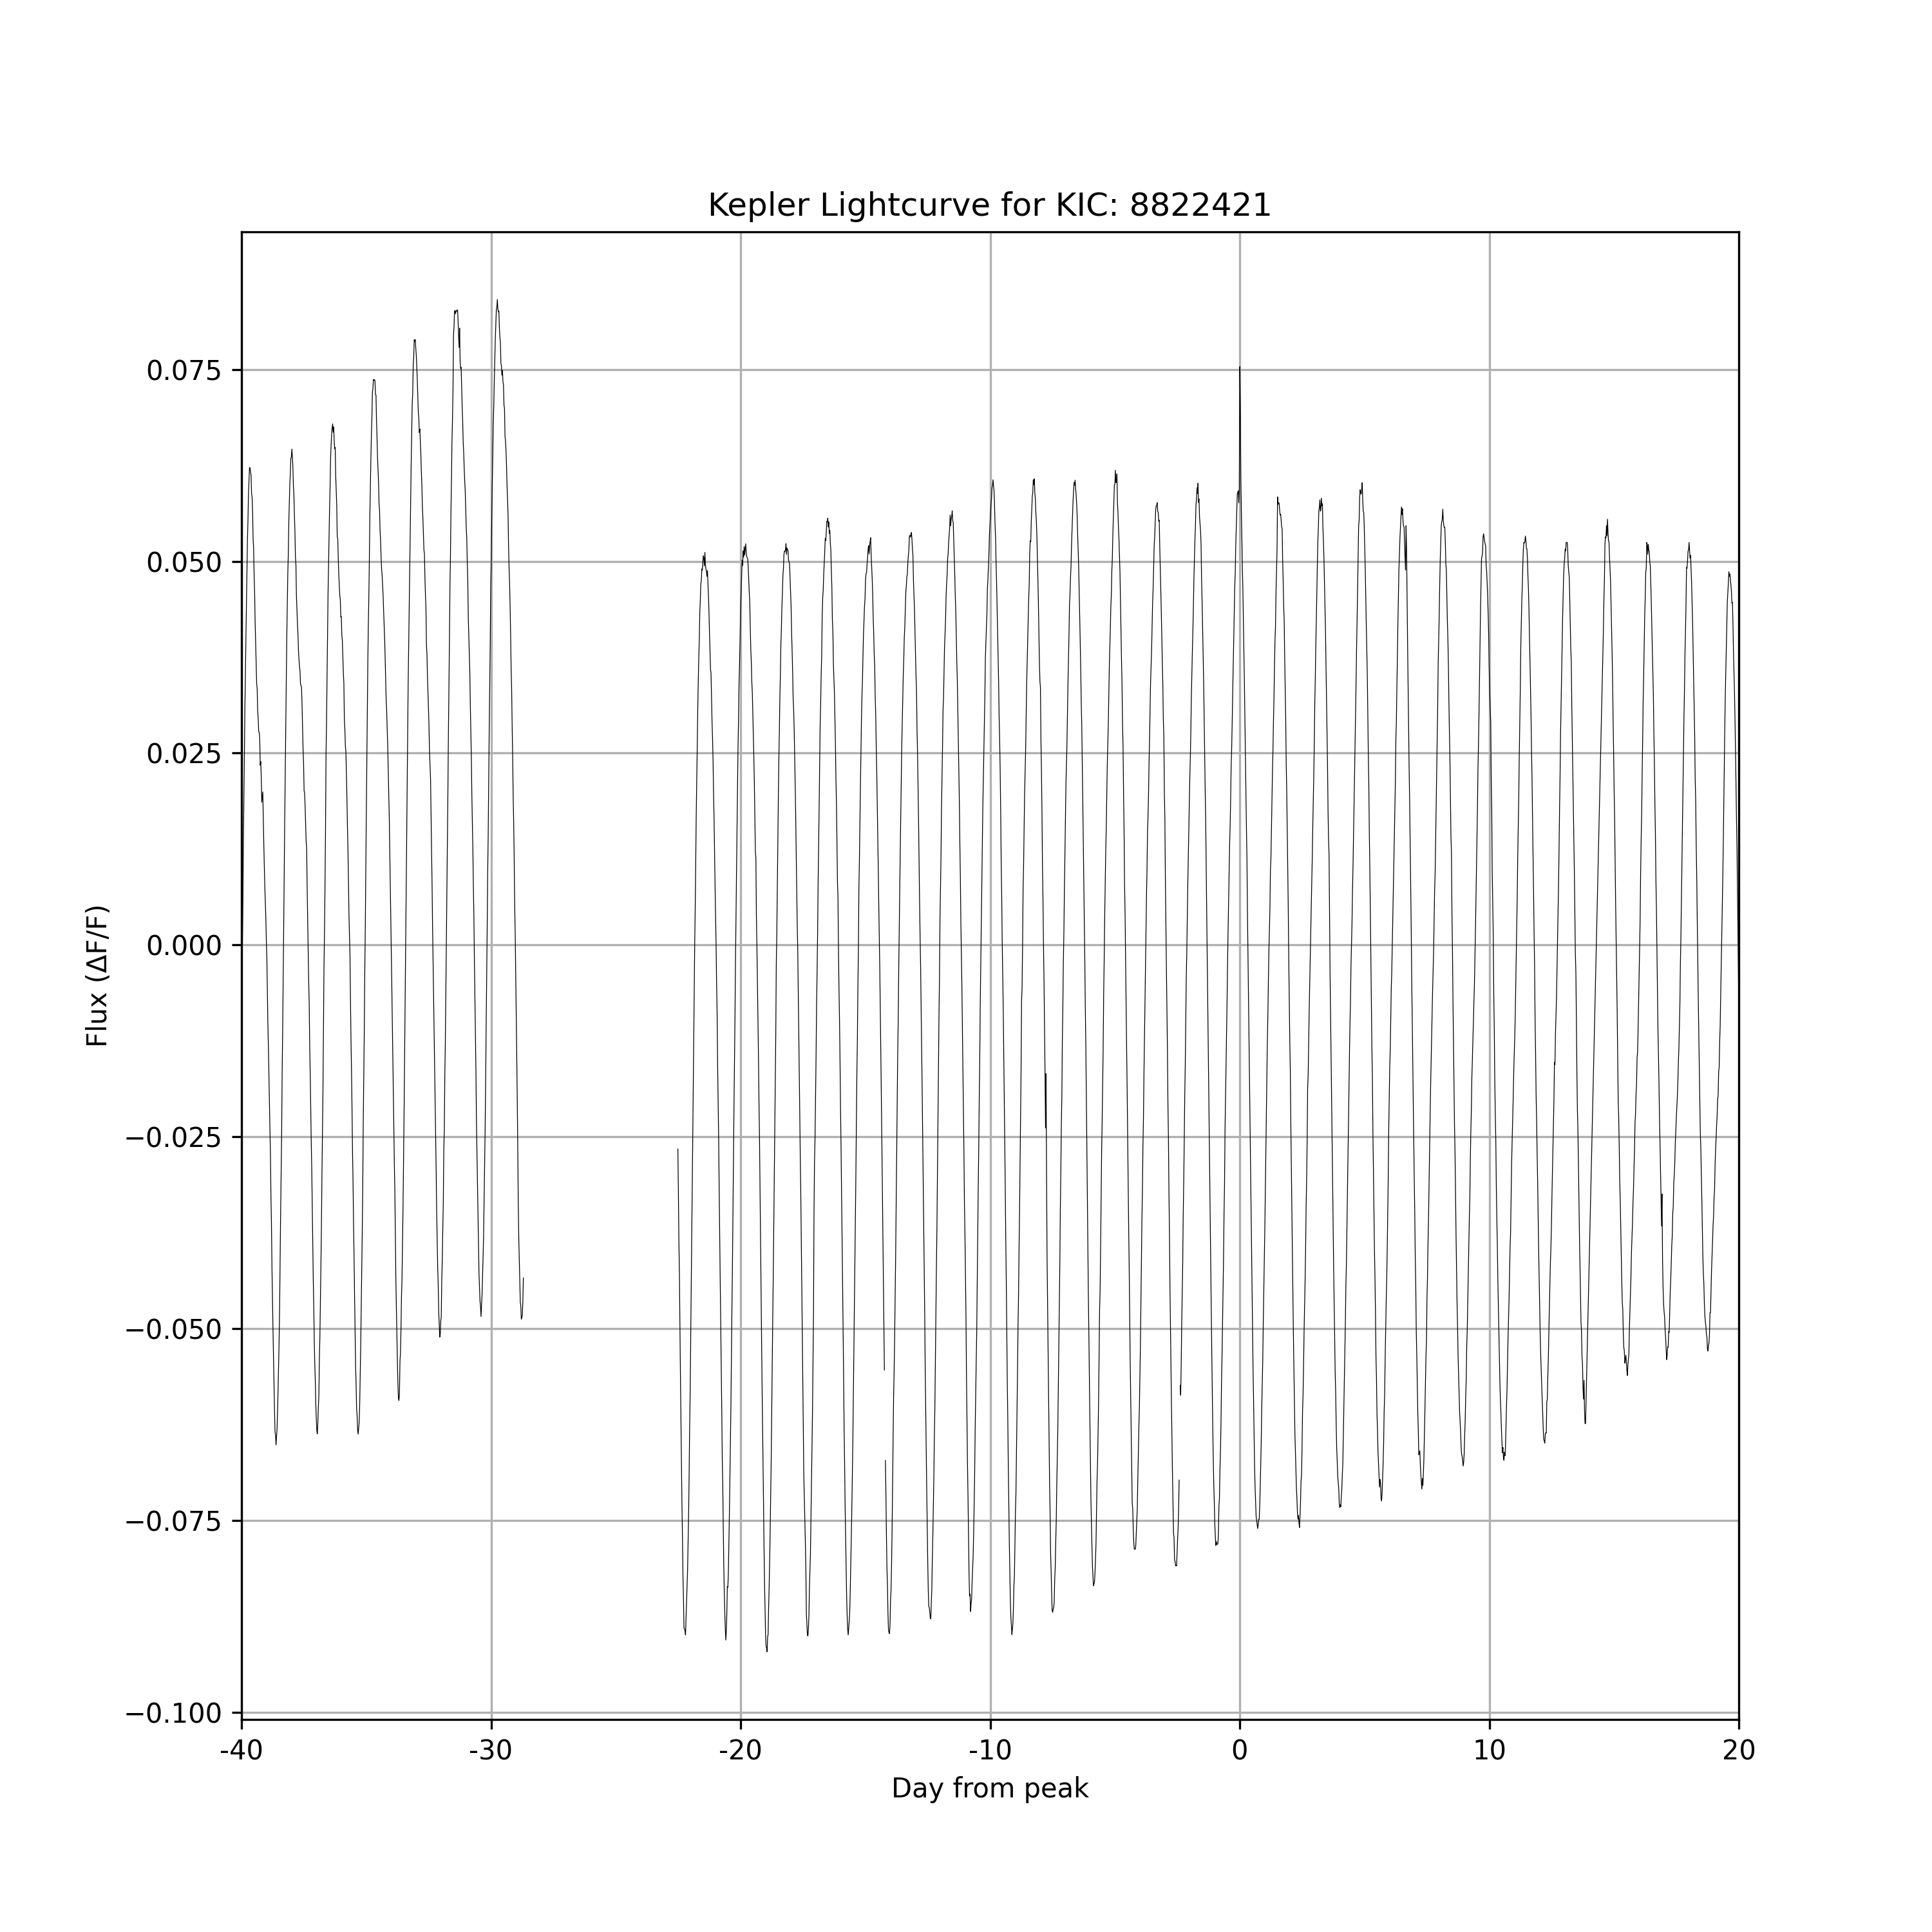 Kepler Lightcurve for KIC: 8822421
Flux (ΔF/F)
0.075
0.050
0.025
0.000
−0.025
−0.050
−0.075
−0.100
-40 -30 -20 -10 0 10 20
Day from peak